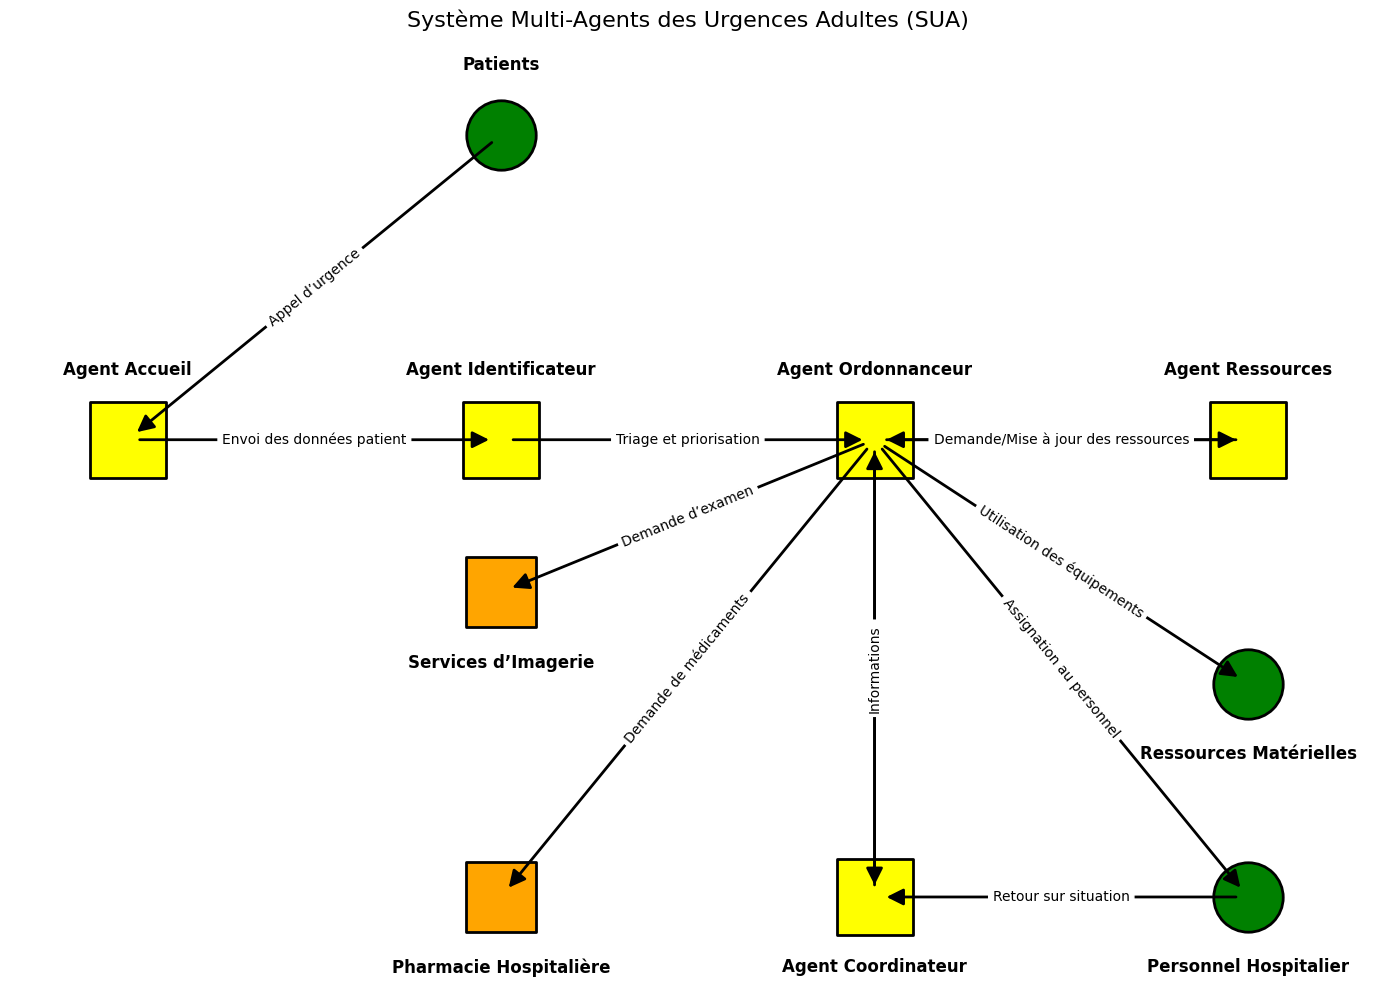 Système Multi-Agents des Urgences Adultes (SUA)
Patients
Appel d’urgence
Agent Accueil
Agent Identificateur
Agent Ordonnanceur
Agent Ressources
Envoi des données patient
Triage et priorisation
Demande/Mise à jour des ressources
Demande d’examen
Utilisation des équipements
Services d’Imagerie
Demande de médicaments
Informations
Assignation au personnel
Ressources Matérielles
Retour sur situation
Pharmacie Hospitalière
Agent Coordinateur
Personnel Hospitalier